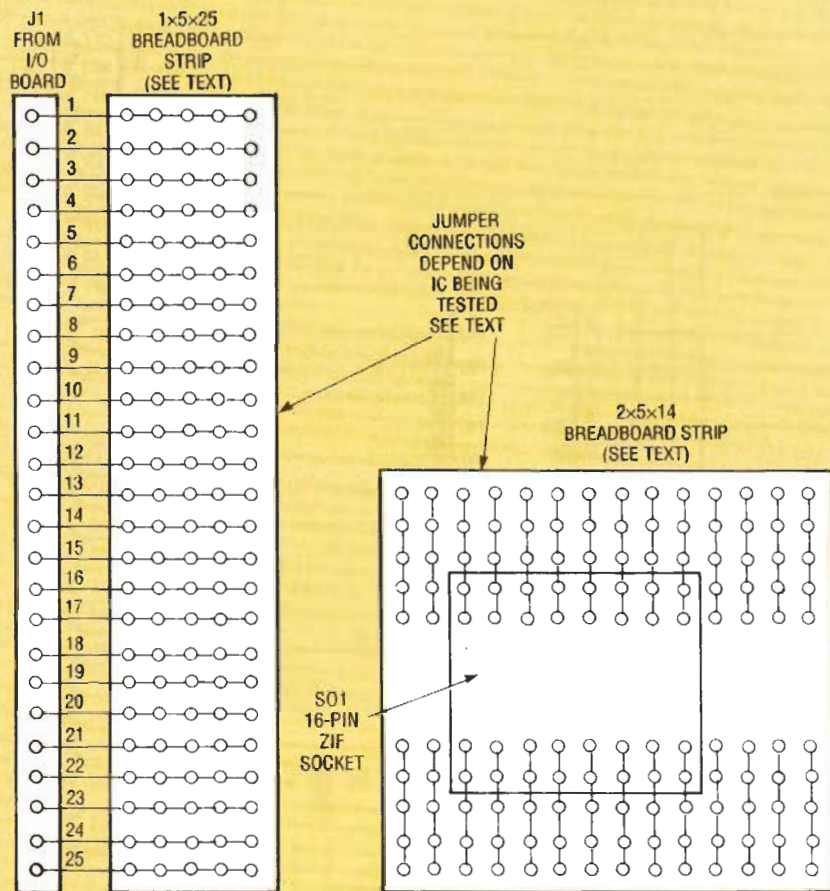 J1
FROM
I/O
BOARD
1×5×25
BREADBOARD
STRIP
(SEE TEXT)
1
2
3
4
5
6
7
8
9
10
11
12
13
14
15
16
17
18
19
20
21
22
23
24
25
JUMPER
CONNECTIONS
DEPEND ON
IC BEING
TESTED
SEE TEXT
2×5×14
BREADBOARD STRIP
(SEE TEXT)
SO1
16-PIN
ZIF
SOCKET